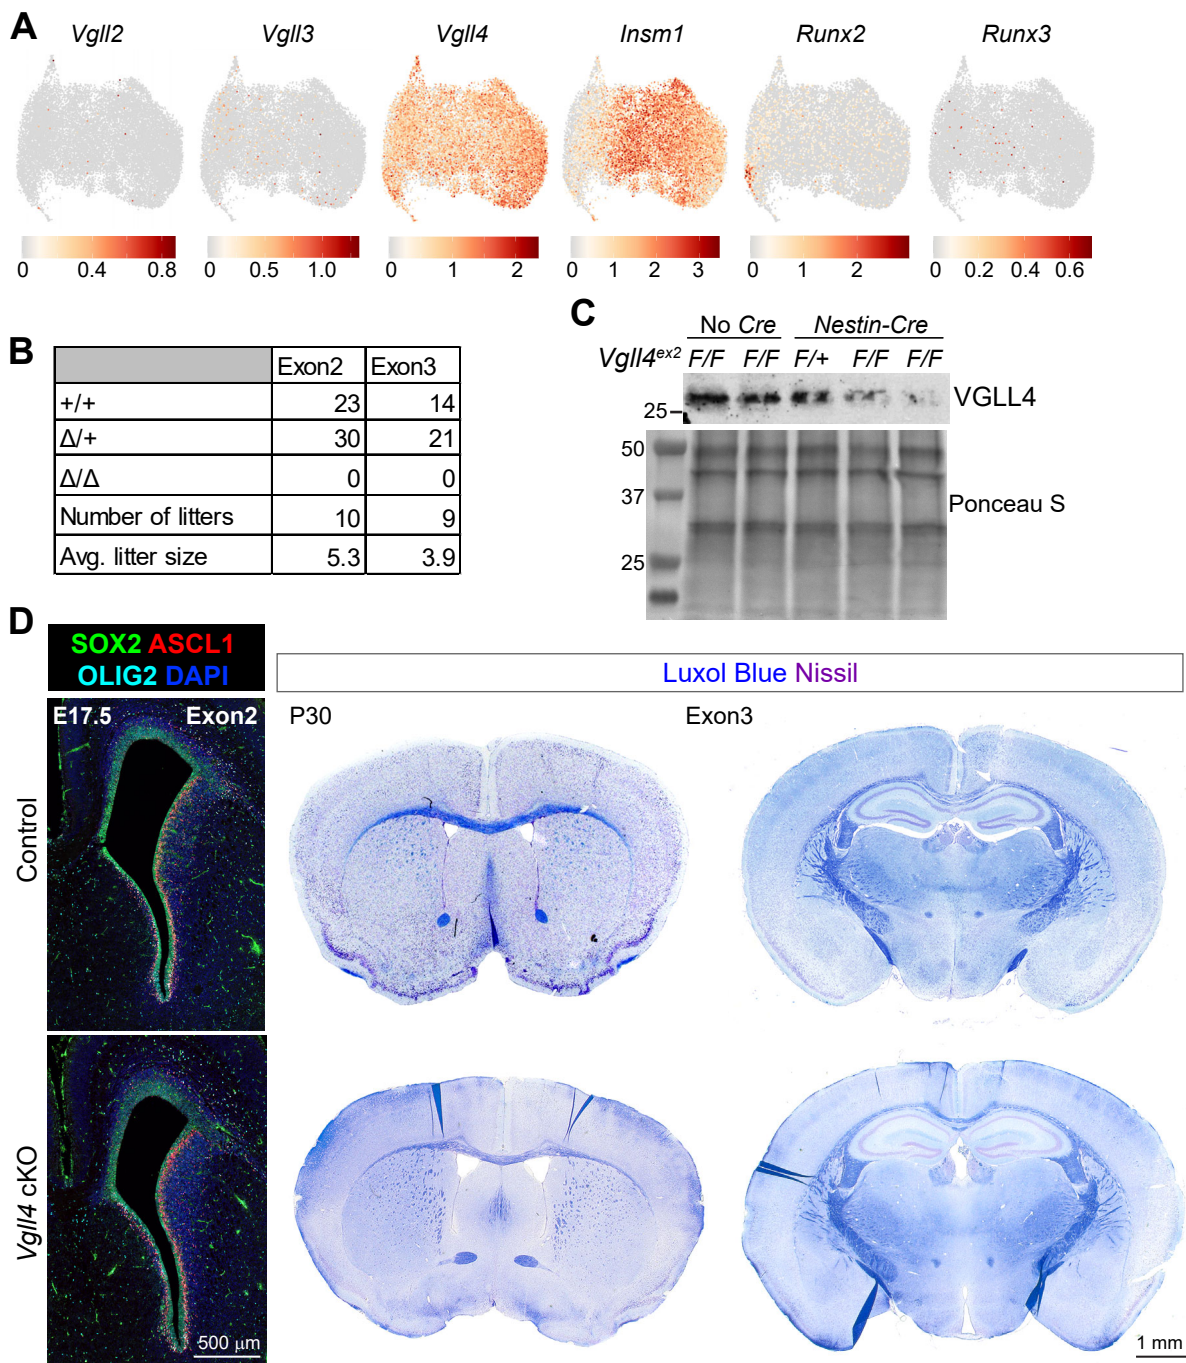 A
Vgll2 Vgll3 Vgll4 Insm1 Runx2 Runx3
0 0.4 0.8 0 0.5 1.0 0 1 2 0 1 2 3 0 1 2 0 0.2 0.4 0.6
B
Exon2 Exon3
+/+ 23 14
Δ/+ 30 21
Δ/Δ 0 0
Number of litters 10 9
Avg. litter size 5.3 3.9
C
No Cre Nestin-Cre
Vgll4ex2 F/F F/F F/+ F/F F/F
25 VGLL4
50
37
Ponceau S
25
D
SOX2 ASCL1
OLIG2 DAPI
Luxol Blue Nissil
E17.5 Exon2 P30 Exon3
Control
Vgll4 cKO
500 μm
1 mm